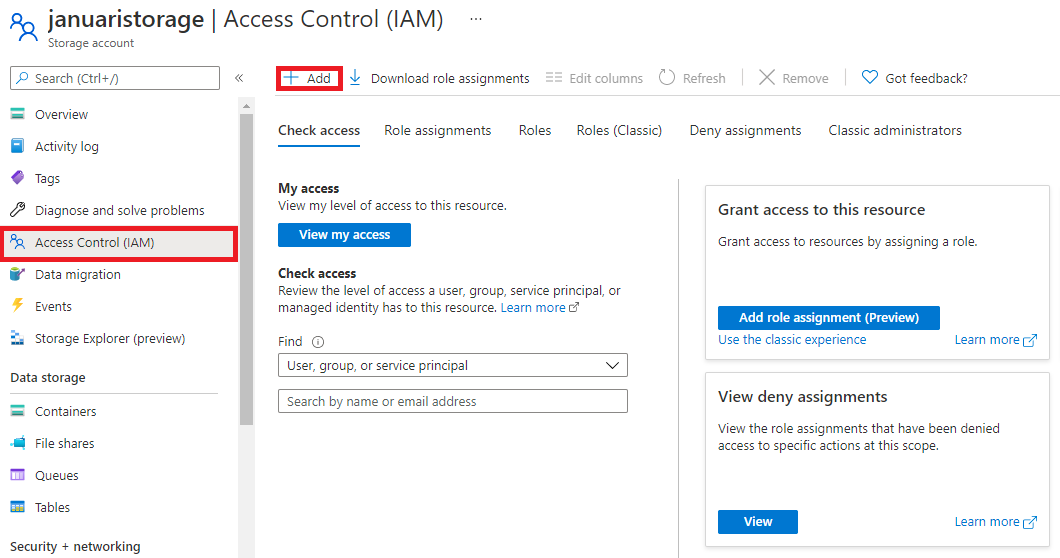 januaristorage | Access Control (IAM) ...
Storage account
Search (Ctrl+/)
«
Overview
Activity log
Tags
Diagnose and solve problems
Access Control (IAM)
Data migration
Events
Storage Explorer (preview)
Data storage
Containers
File shares
Queues
Tables
Security + networking
Add
Download role assignments
Edit columns
Refresh
Remove
Got feedback?
Check access
Role assignments
Roles
Roles (Classic)
Deny assignments
Classic administrators
My access
View my level of access to this resource.
View my access
Check access
Review the level of access a user, group, service principal, or
managed identity has to this resource. Learn more
Find
User, group, or service principal
Search by name or email address
Grant access to this resource
Grant access to resources by assigning a role.
Add role assignment (Preview)
Use the classic experience
Learn more
View deny assignments
View the role assignments that have been denied
access to specific actions at this scope.
View
Learn more